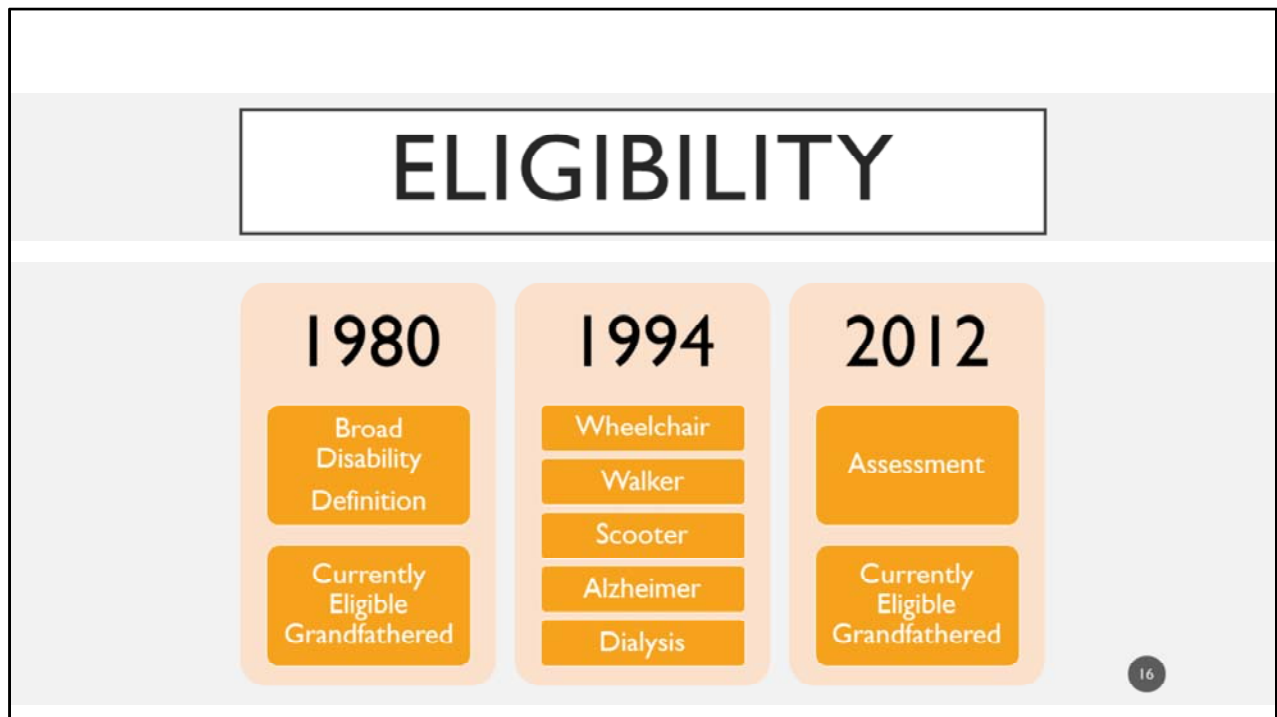 ELIGIBILITY
1980
Broad
Disability
Definition
Currently
Eligible
Grandfathered
1994
Wheelchair
Walker
Scooter
Alzheimer
Dialysis
2012
Assessment
Currently
Eligible
Grandfathered
16